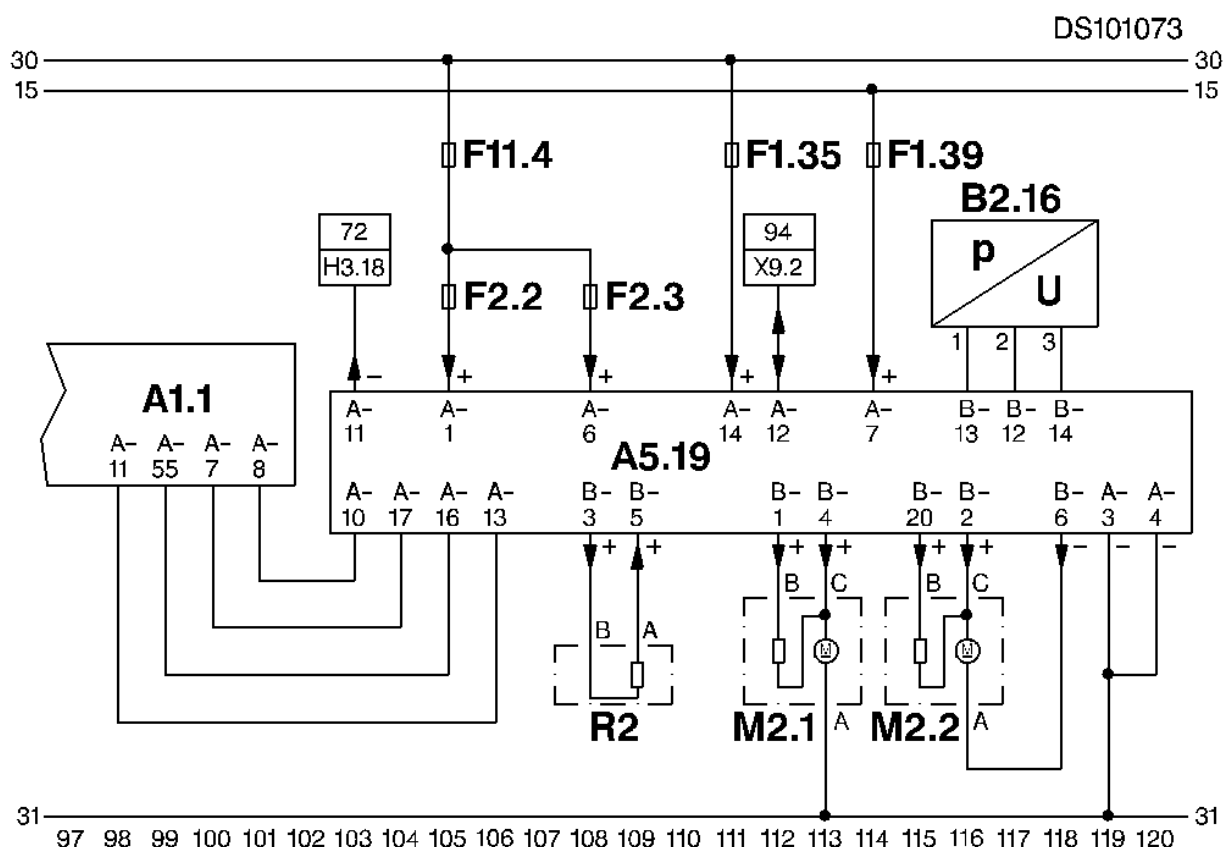 DS101073
30 30
15 15
F11.4 F1.35 F1.39
B2.16
72 94
H3.18 X9.2
p
U
F2.2 F2.3
1 2 3
− + + + +
A1.1
A- A- A- A- A- A- B- B- B-
11 1 6 14 12 7 13 12 14
A- A- A- A-
11 55 7 8
A5.19
A- A- A- A- B- B- B- B- B- B- B- A- A-
10 17 16 13 3 5 1 4 20 2 6 3 4
+ + + + + + − − −
B C B C
B A
M M
R2 M2.1 A M2.2 A
31 31
97 98 99 100 101 102 103 104 105 106 107 108 109 110 111 112 113 114 115 116 117 118 119 120